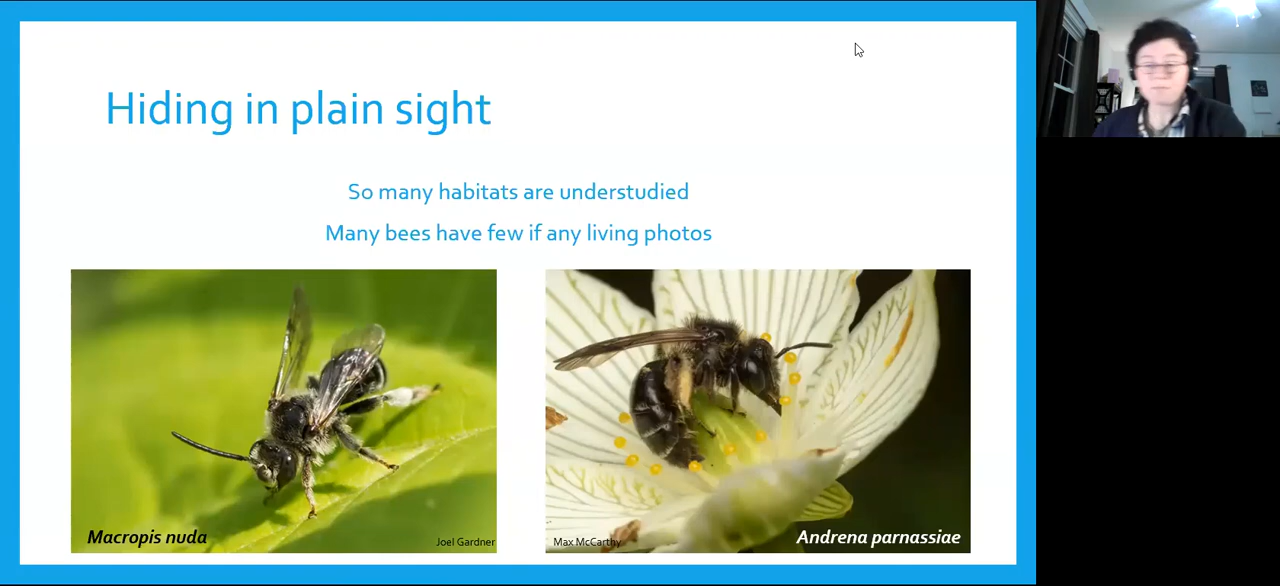 Hiding in plain sight
So many habitats are understudied
Many bees have few if any living photos
Macropis nuda
Joel Gardner
Max McCarthy
Andrena parnassiae